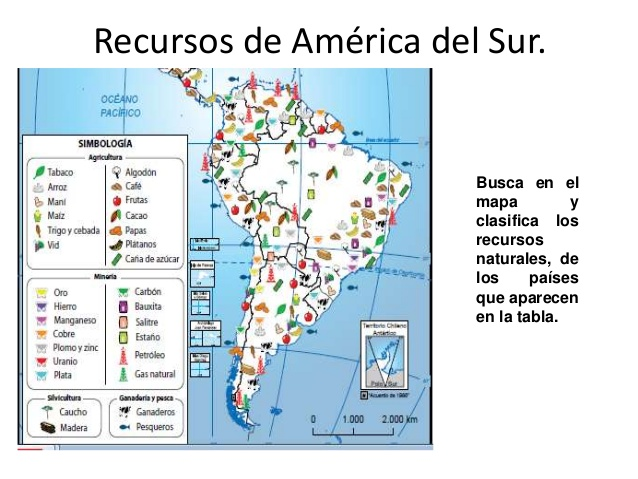 Recursos de América del Sur.
OCÉANO
PACÍFICO
SIMBOLOGÍA
Agricultura
Tabaco
Arroz
Maní
Maíz
Trigo y cebada
Vid
Algodón
Café
Frutas
Cacao
Papas
Plátanos
Caña de azúcar
Minería
Oro
Hierro
Manganeso
Cobre
Plomo y zinc
Uranio
Plata
Carbón
Bauxita
Salitre
Estaño
Petróleo
Gas natural
Silvicultura
Caucho
Madera
Ganadería y pesca
Ganaderos
Pesqueros
Territorio Chileno
Antártico
Polo Sur
0 1.000 2.000 km
Busca en el
mapa y
clasifica los
recursos
naturales, de
los países
que aparecen
en la tabla.